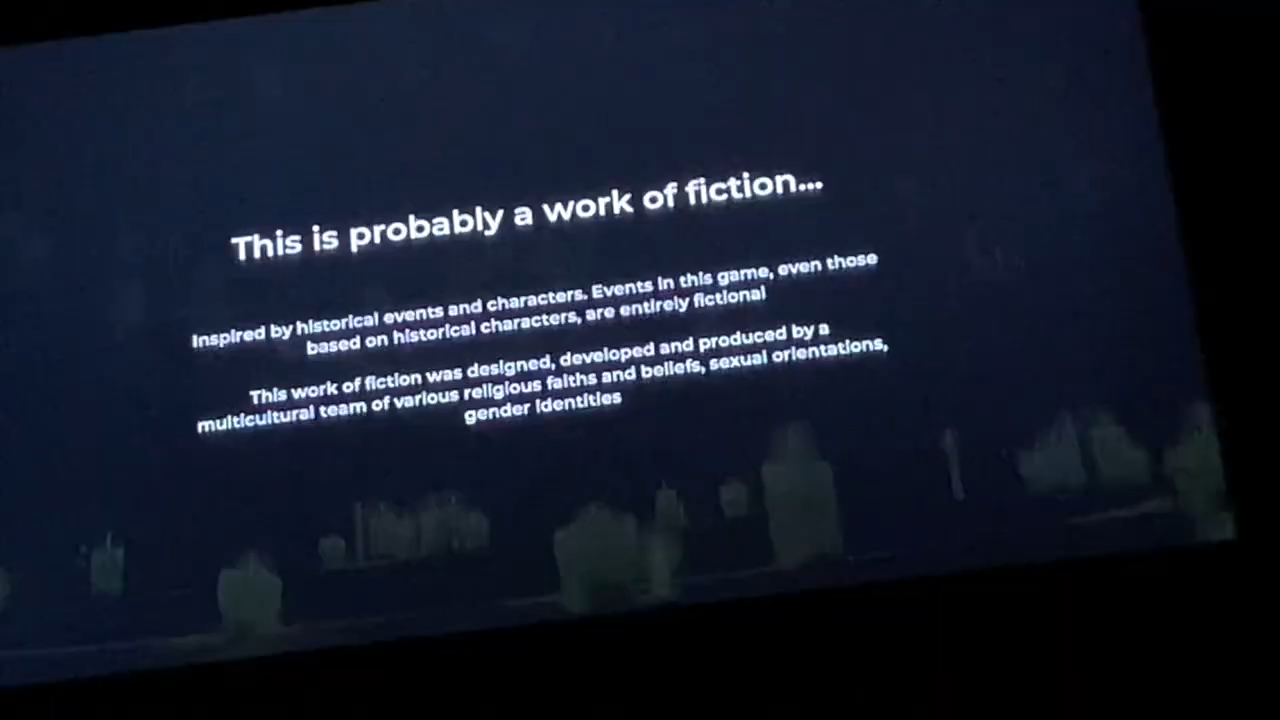 This is probably a work of fiction...
Inspired by historical events and characters. Events in this game, even those
based on historical characters, are entirely fictional
This work of fiction was designed, developed and produced by a
multicultural team of various religious faiths and beliefs, sexual orientations,
gender identities